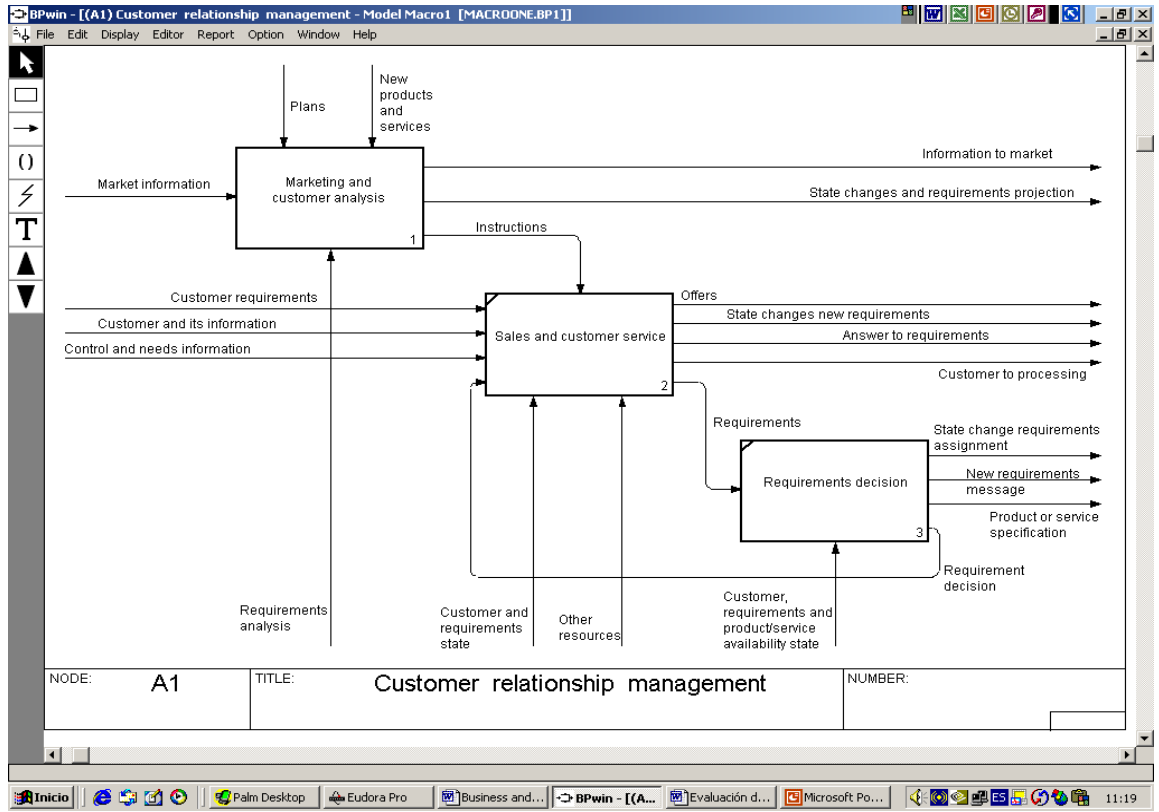 BPwin - [(A1) Customer relationship management - Model Macro1 [MACROONE.BP1]]
File Edit Display Editor Report Option Window Help
Plans
New
products
and
services
Market information
Marketing and
customer analysis
1
Information to market
State changes and requirements projection
Instructions
Customer requirements
Customer and its information
Control and needs information
Sales and customer service
2
Offers
State changes new requirements
Answer to requirements
Customer to processing
Requirements
Requirements decision
3
State change requirements
assignment
New requirements
message
Product or service
specification
Requirement
decision
Requirements
analysis
Customer and
requirements
state
Other
resources
Customer,
requirements and
product/service
availability state
NODE: A1
TITLE: Customer relationship management
NUMBER:
Inicio
Palm Desktop
Eudora Pro
Business and...
BPwin - [(A...
Evaluación d...
Microsoft Po...
ES
11:19